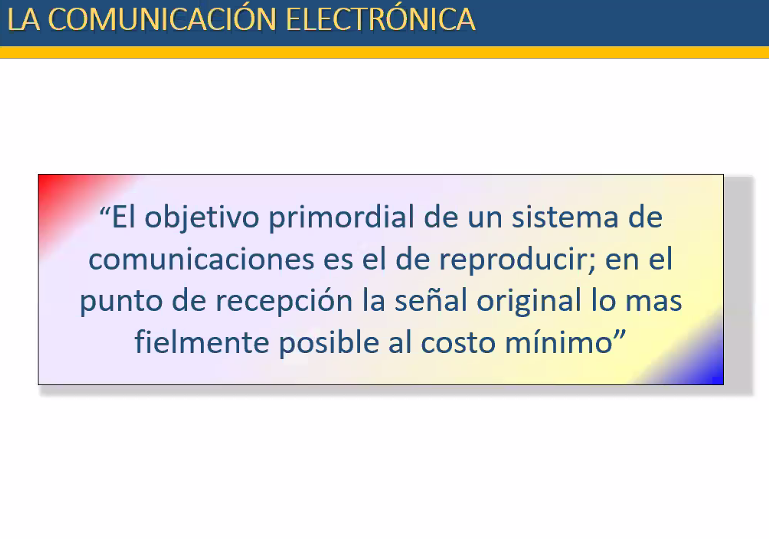 LA COMUNICACIÓN ELECTRÓNICA
“El objetivo primordial de un sistema de
comunicaciones es el de reproducir; en el
punto de recepción la señal original lo mas
fielmente posible al costo mínimo”